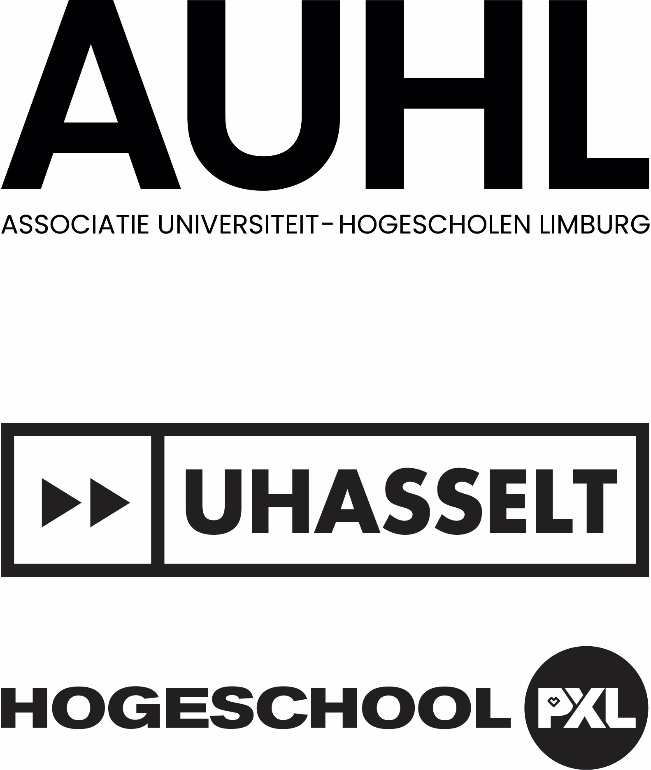 AUHL
ASSOCIATIE UNIVERSITEIT-HOGESCHOLEN LIMBURG
UHASSELT
HOGESCHOOL PXL